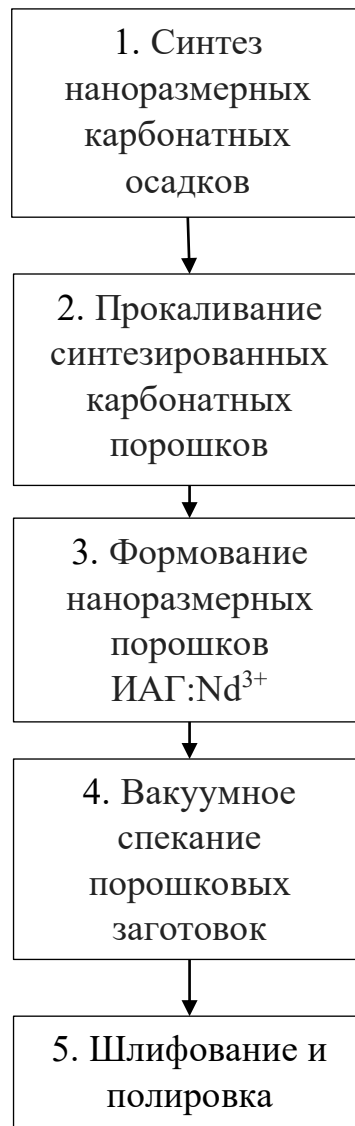 1. Синтез
наноразмерных
карбонатных
осадков
2. Прокаливание
синтезированных
карбонатных
порошков
3. Формование
наноразмерных
порошков
ИАГ:Nd³⁺
4. Вакуумное
спекание
порошковых
заготовок
5. Шлифование и
полировка